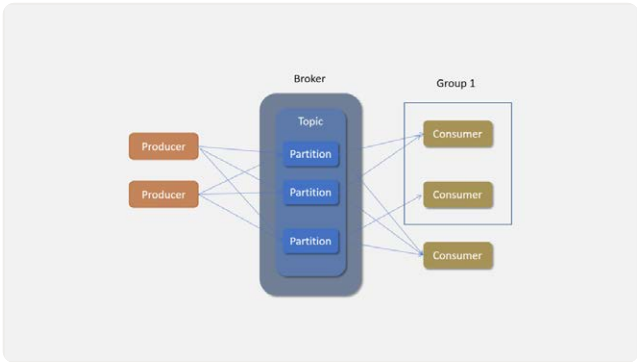 Broker
Group 1
Topic
Producer
Producer
Partition
Partition
Partition
Consumer
Consumer
Consumer